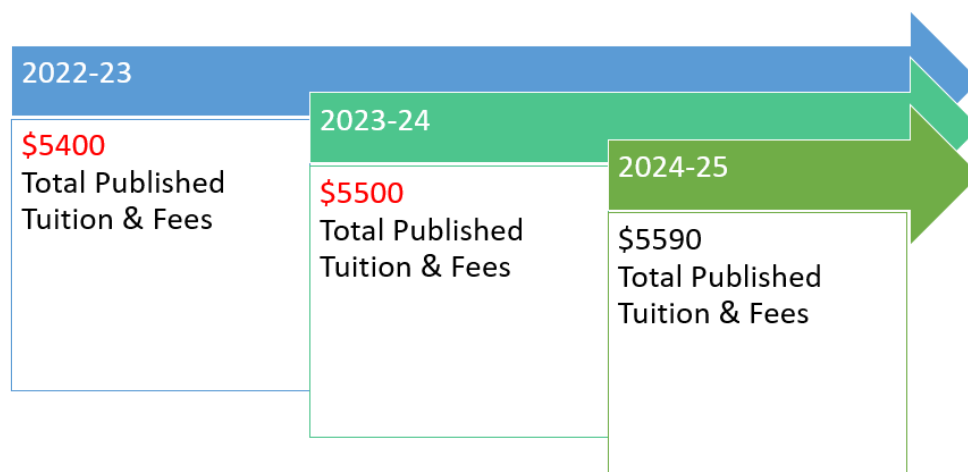 2022-23
$5400
Total Published
Tuition & Fees
2023-24
$5500
Total Published
Tuition & Fees
2024-25
$5590
Total Published
Tuition & Fees